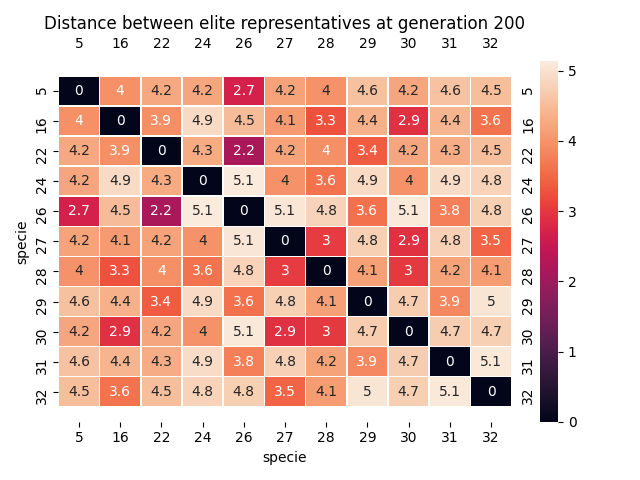 Distance between elite representatives at generation 200
5 16 22 24 26 27 28 29 30 31 32
5 0 4 4.2 4.2 2.7 4.2 4 4.6 4.2 4.6 4.5 5
16 4 0 3.9 4.9 4.5 4.1 3.3 4.4 2.9 4.4 3.6 16
22 4.2 3.9 0 4.3 2.2 4.2 4 3.4 4.2 4.3 4.5 22
24 4.2 4.9 4.3 0 5.1 4 3.6 4.9 4 4.9 4.8 24
26 2.7 4.5 2.2 5.1 0 5.1 4.8 3.6 5.1 3.8 4.8 26
27 4.2 4.1 4.2 4 5.1 0 3 4.8 2.9 4.8 3.5 27
28 4 3.3 4 3.6 4.8 3 0 4.1 3 4.2 4.1 28
29 4.6 4.4 3.4 4.9 3.6 4.8 4.1 0 4.7 3.9 5 29
30 4.2 2.9 4.2 4 5.1 2.9 3 4.7 0 4.7 4.7 30
31 4.6 4.4 4.3 4.9 3.8 4.8 4.2 3.9 4.7 0 5.1 31
32 4.5 3.6 4.5 4.8 4.8 3.5 4.1 5 4.7 5.1 0 32
5 16 22 24 26 27 28 29 30 31 32
specie
specie
5
4
3
2
1
0